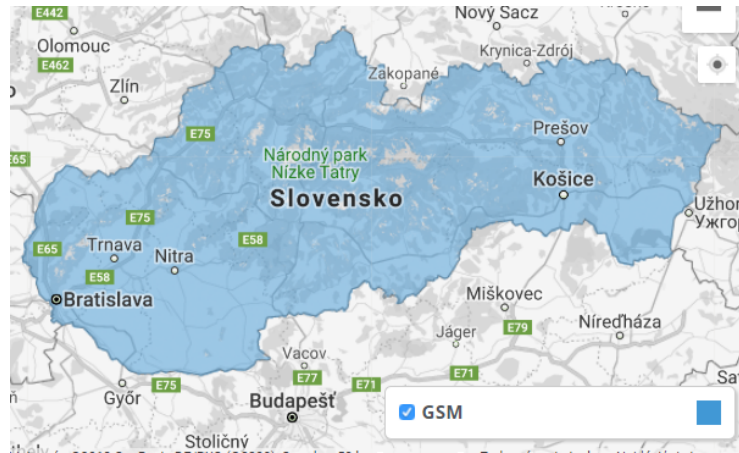 E442
Nový Sacz
Olomouc
Krynica-Zdrój
E462
Zakopané
Zlín
E75
Prešov
Národný park
Nízke Tatry
Košice
Slovensko
Užhor
Ужго
E75
E65
Trnava
E58
Nitra
E58
Bratislava
Miškovec
E79
Níreďháza
Jáger
Vacov
E77
E71
E71
E75
Győr
Budapešť
GSM
Stoličný